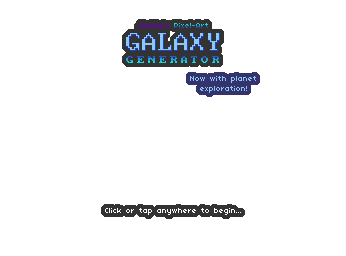 Pixel-Art
GALAXY
GENERATOR
Now with planet
exploration!
Click or tap anywhere to begin...